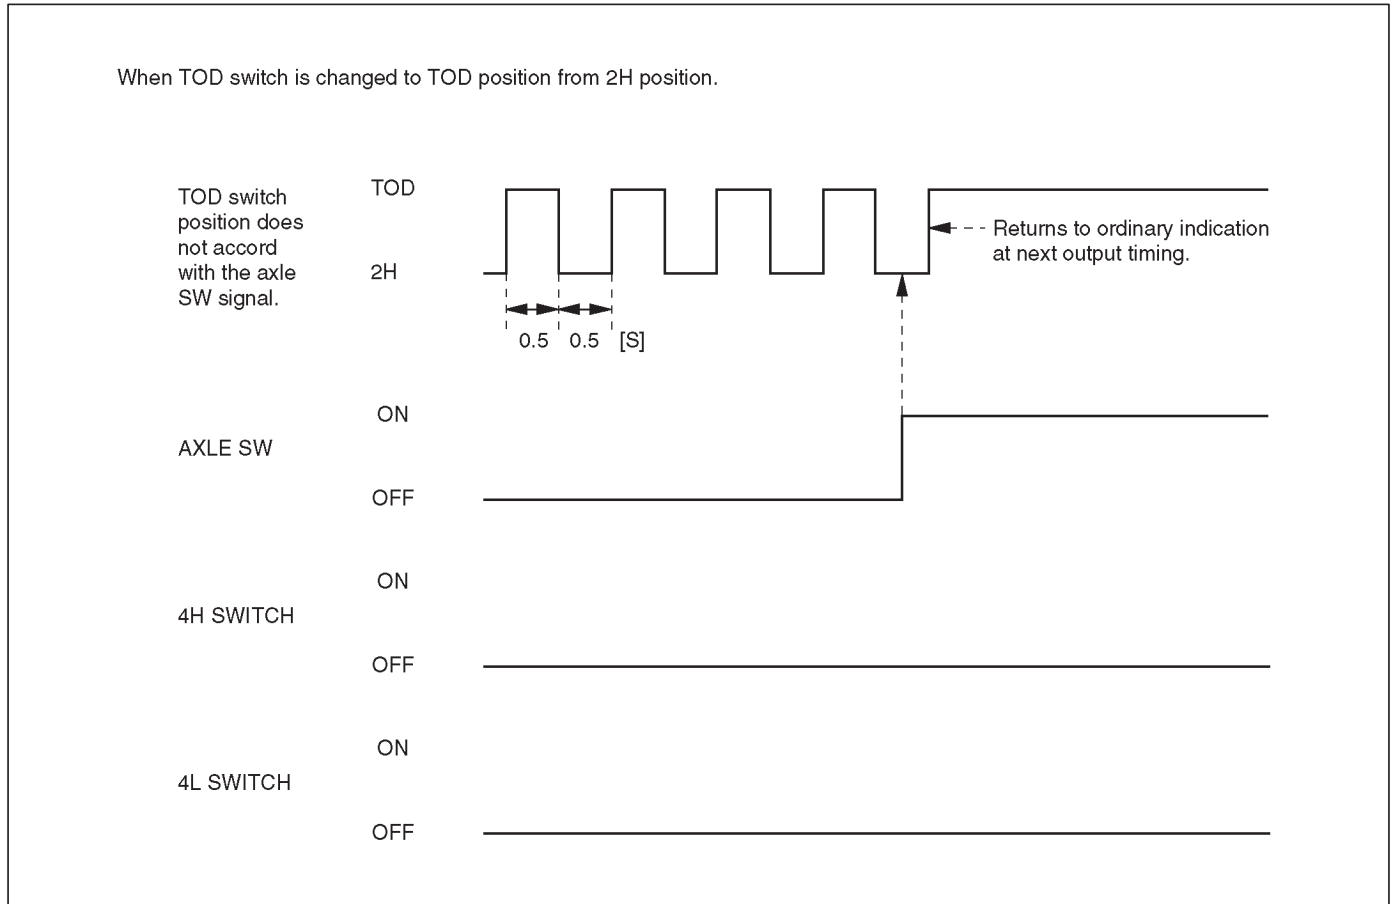 When TOD switch is changed to TOD position from 2H position.
TOD switch
position does
not accord
with the axle
SW signal.
TOD
2H
Returns to ordinary indication
at next output timing.
0.5 0.5 [S]
AXLE SW
ON
OFF
4H SWITCH
ON
OFF
4L SWITCH
ON
OFF